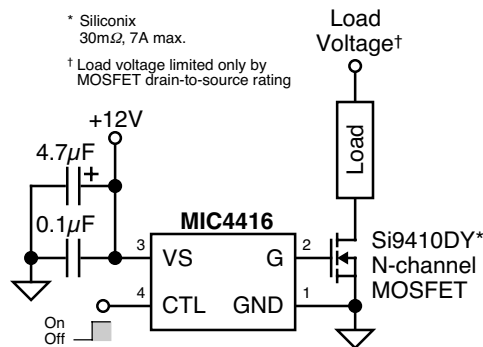 * Siliconix
30mΩ, 7A max.
† Load voltage limited only by
MOSFET drain-to-source rating
Load
Voltage†
+12V
4.7µF
+
0.1µF
Load
MIC4416
3
VS
G
2
4
CTL
GND
1
Si9410DY*
N-channel
MOSFET
On
Off